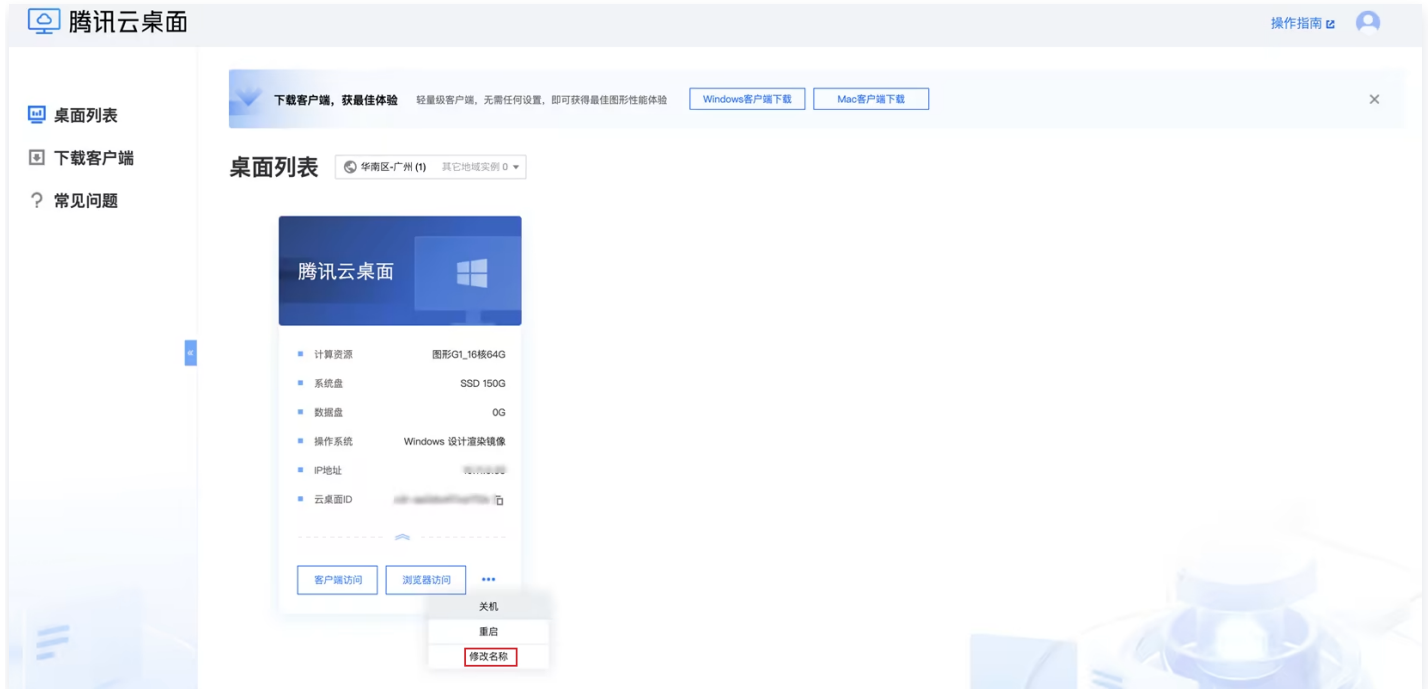 腾讯云桌面
操作指南
桌面列表
下载客户端
常见问题
下载客户端，获最佳体验 轻量级客户端，无需任何设置，即可获得最佳图形性能体验 Windows客户端下载 Mac客户端下载
桌面列表 华南区-广州 (1) 其它地域实例 0
腾讯云桌面
计算资源 图形G1_16核64G
系统盘 SSD 150G
数据盘 0G
操作系统 Windows 设计渲染镜像
IP地址
云桌面ID
客户端访问 浏览器访问
关机
重启
修改名称